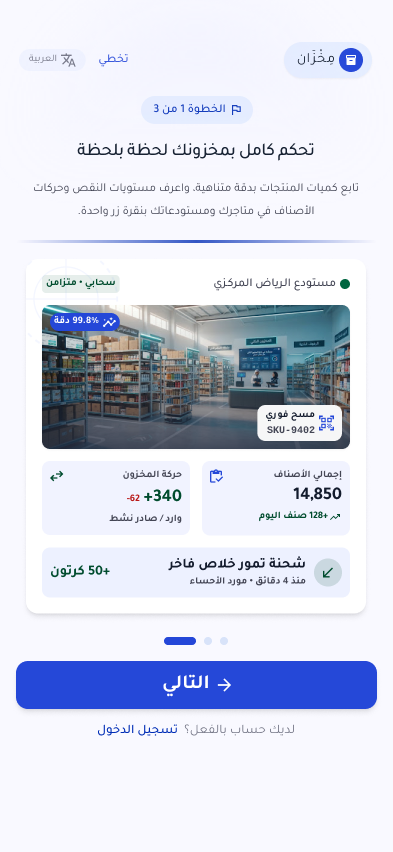 مِخْزَان
تخطي
العربية
الخطوة 1 من 3
تحكم كامل بمخزونك لحظة بلحظة
تابع كميات المنتجات بدقة متناهية، واعرف مستويات النقص وحركات
الأصناف في متاجرك ومستودعاتك بنقرة زر واحدة.
مستودع الرياض المركزي
سحابي • متزامن
99.8% دقة
مسح فوري
SKU-9402
إجمالي الأصناف
14,850
+128 صنف اليوم
حركة المخزون
+340 -62
وارد / صادر نشط
شحنة تمور خلاص فاخر
منذ 4 دقائق • مورد الأحساء
+50 كرتون
التالي
لديك حساب بالفعل؟ تسجيل الدخول